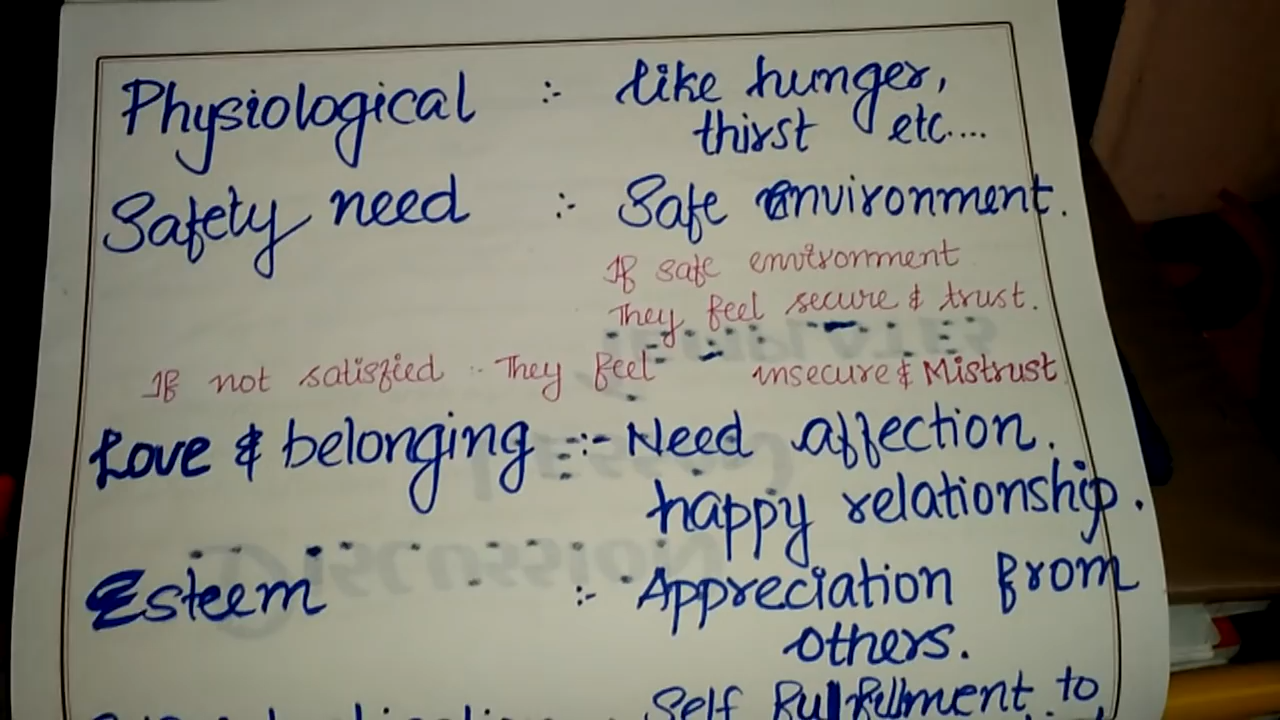 Physiological :- like hunger,
thirst etc....
Safety need :- Safe environment.
If safe environment
They feel secure & trust.
If not satisfied :- They feel insecure & Mistrust
Love & belonging :- Need affection.
happy relationship.
Esteem :- Appreciation from
others.
Self fulfillment to